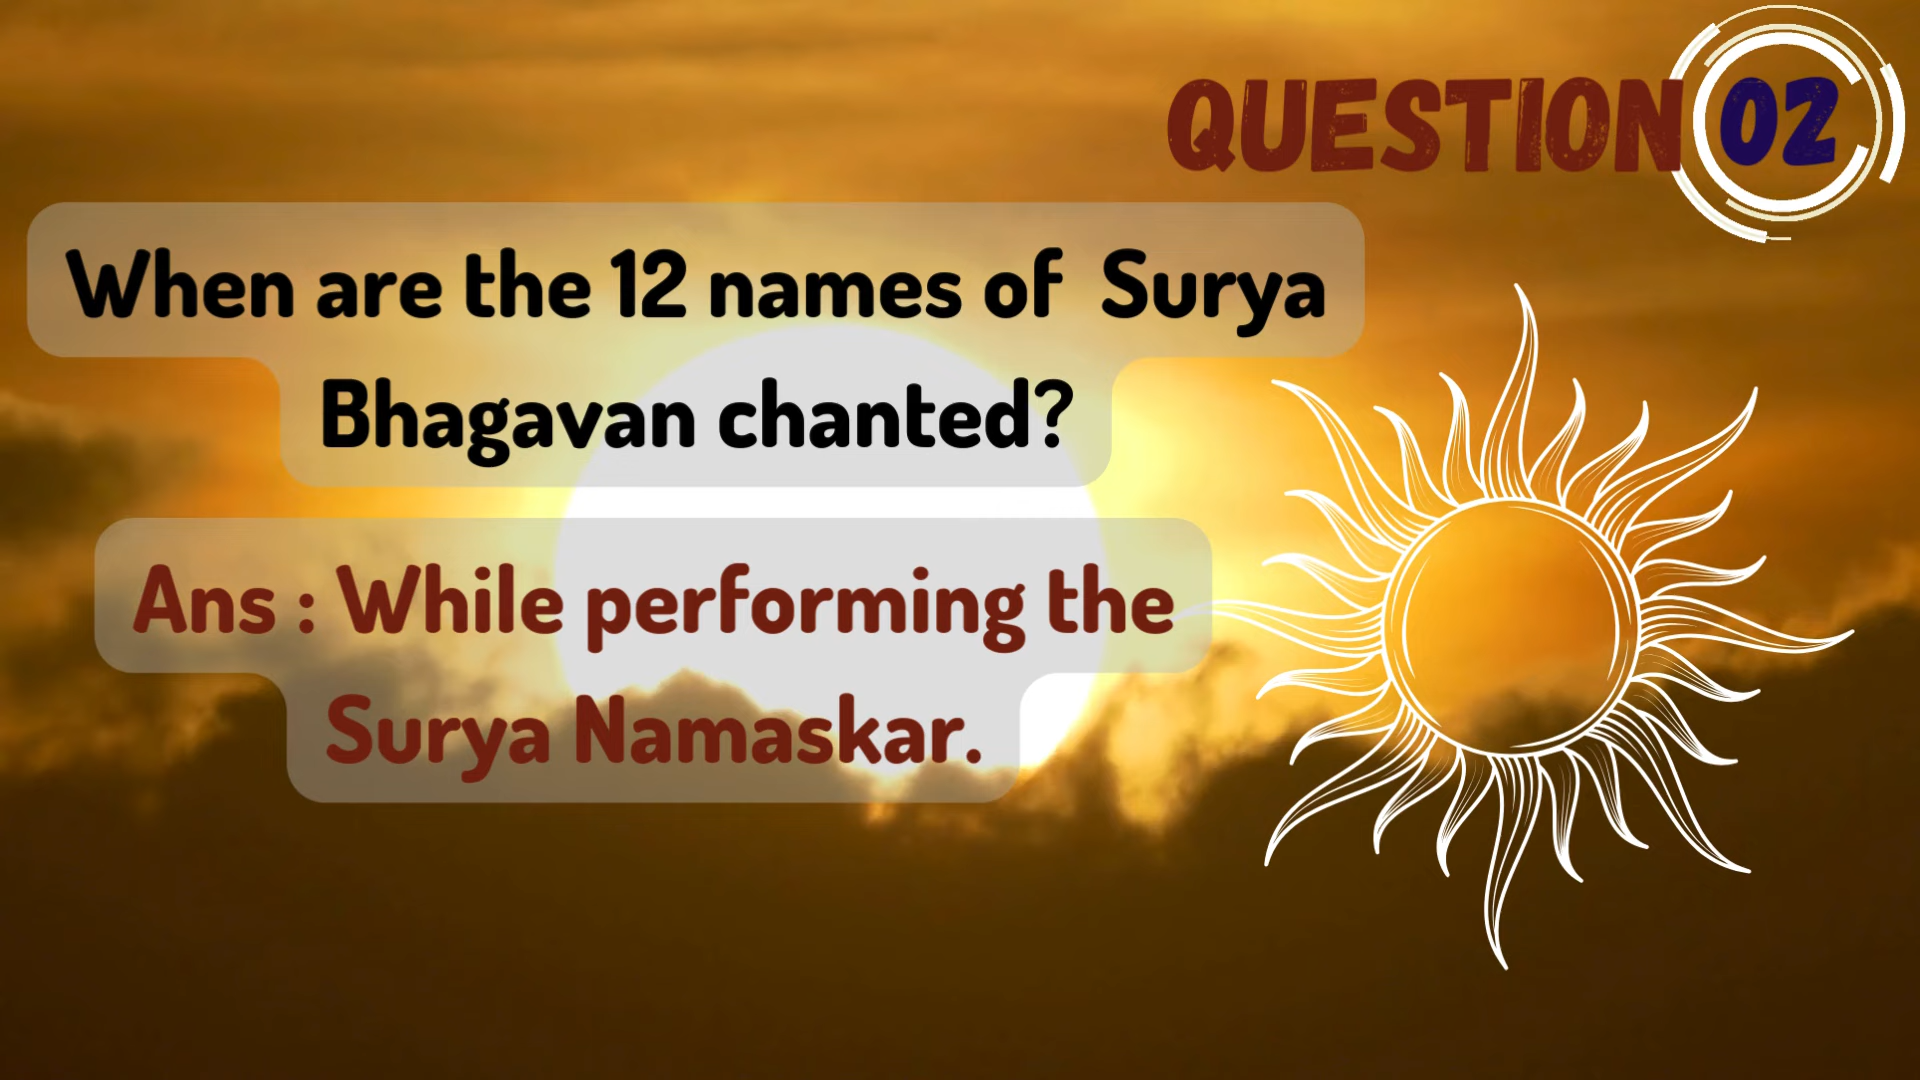 QUESTION 02
When are the 12 names of Surya
Bhagavan chanted?
Ans : While performing the
Surya Namaskar.